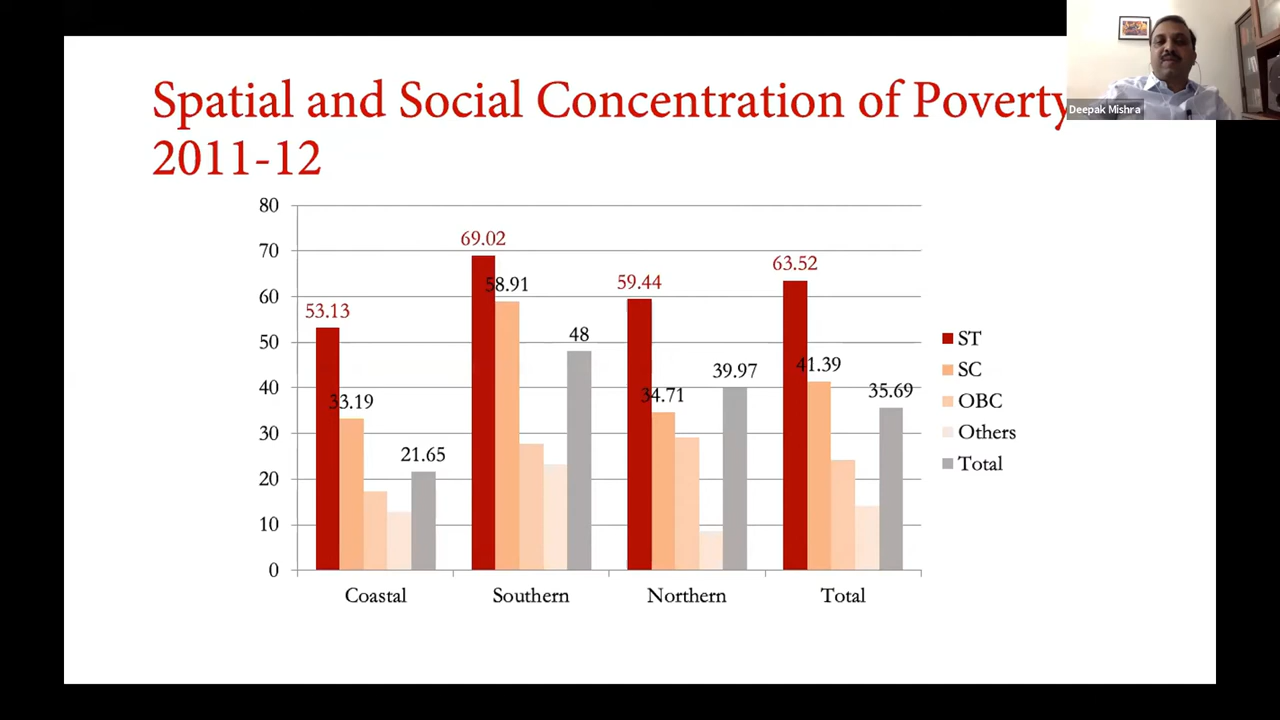 Spatial and Social Concentration of Poverty
2011-12
Deepak Mishra
80
70
60
50
40
30
20
10
0
53.13
33.19
21.65
69.02
58.91
48
59.44
34.71
39.97
63.52
41.39
35.69
Coastal
Southern
Northern
Total
ST
SC
OBC
Others
Total